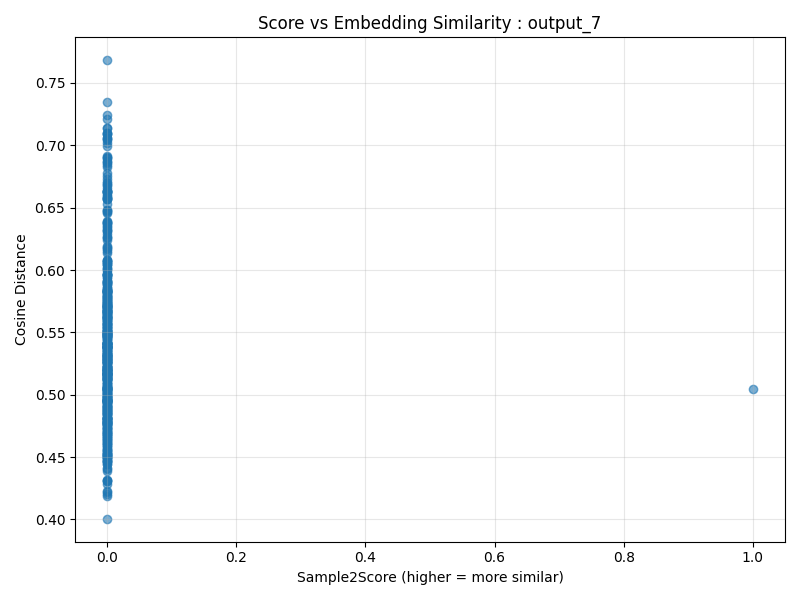 Score vs Embedding Similarity : output_7
Cosine Distance
0.75
0.70
0.65
0.60
0.55
0.50
0.45
0.40
0.0 0.2 0.4 0.6 0.8 1.0
Sample2Score (higher = more similar)